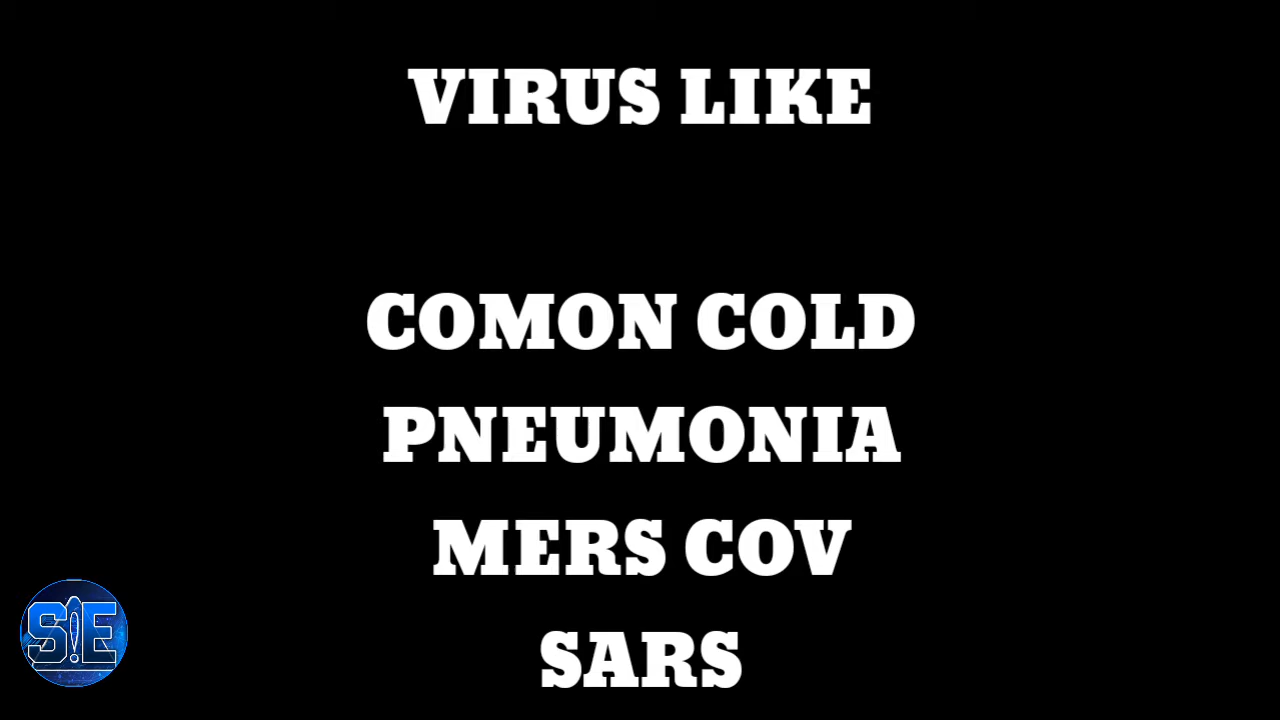 VIRUS LIKE
COMON COLD
PNEUMONIA
MERS COV
SARS
S!E